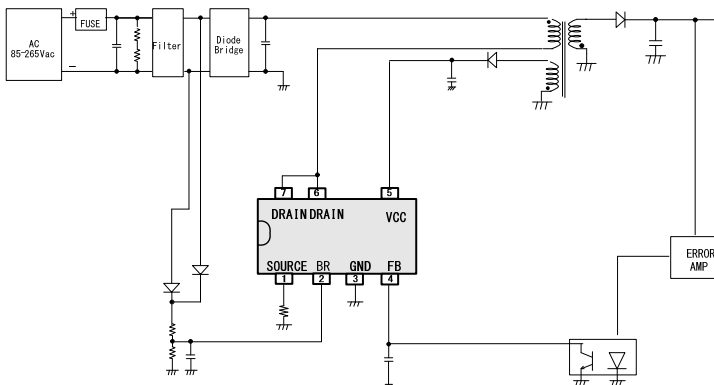 AC
85-265Vac
+
FUSE
−
Filter
Diode
Bridge
7
6
5
DRAIN DRAIN
VCC
SOURCE BR GND FB
1
2
3
4
ERROR
AMP